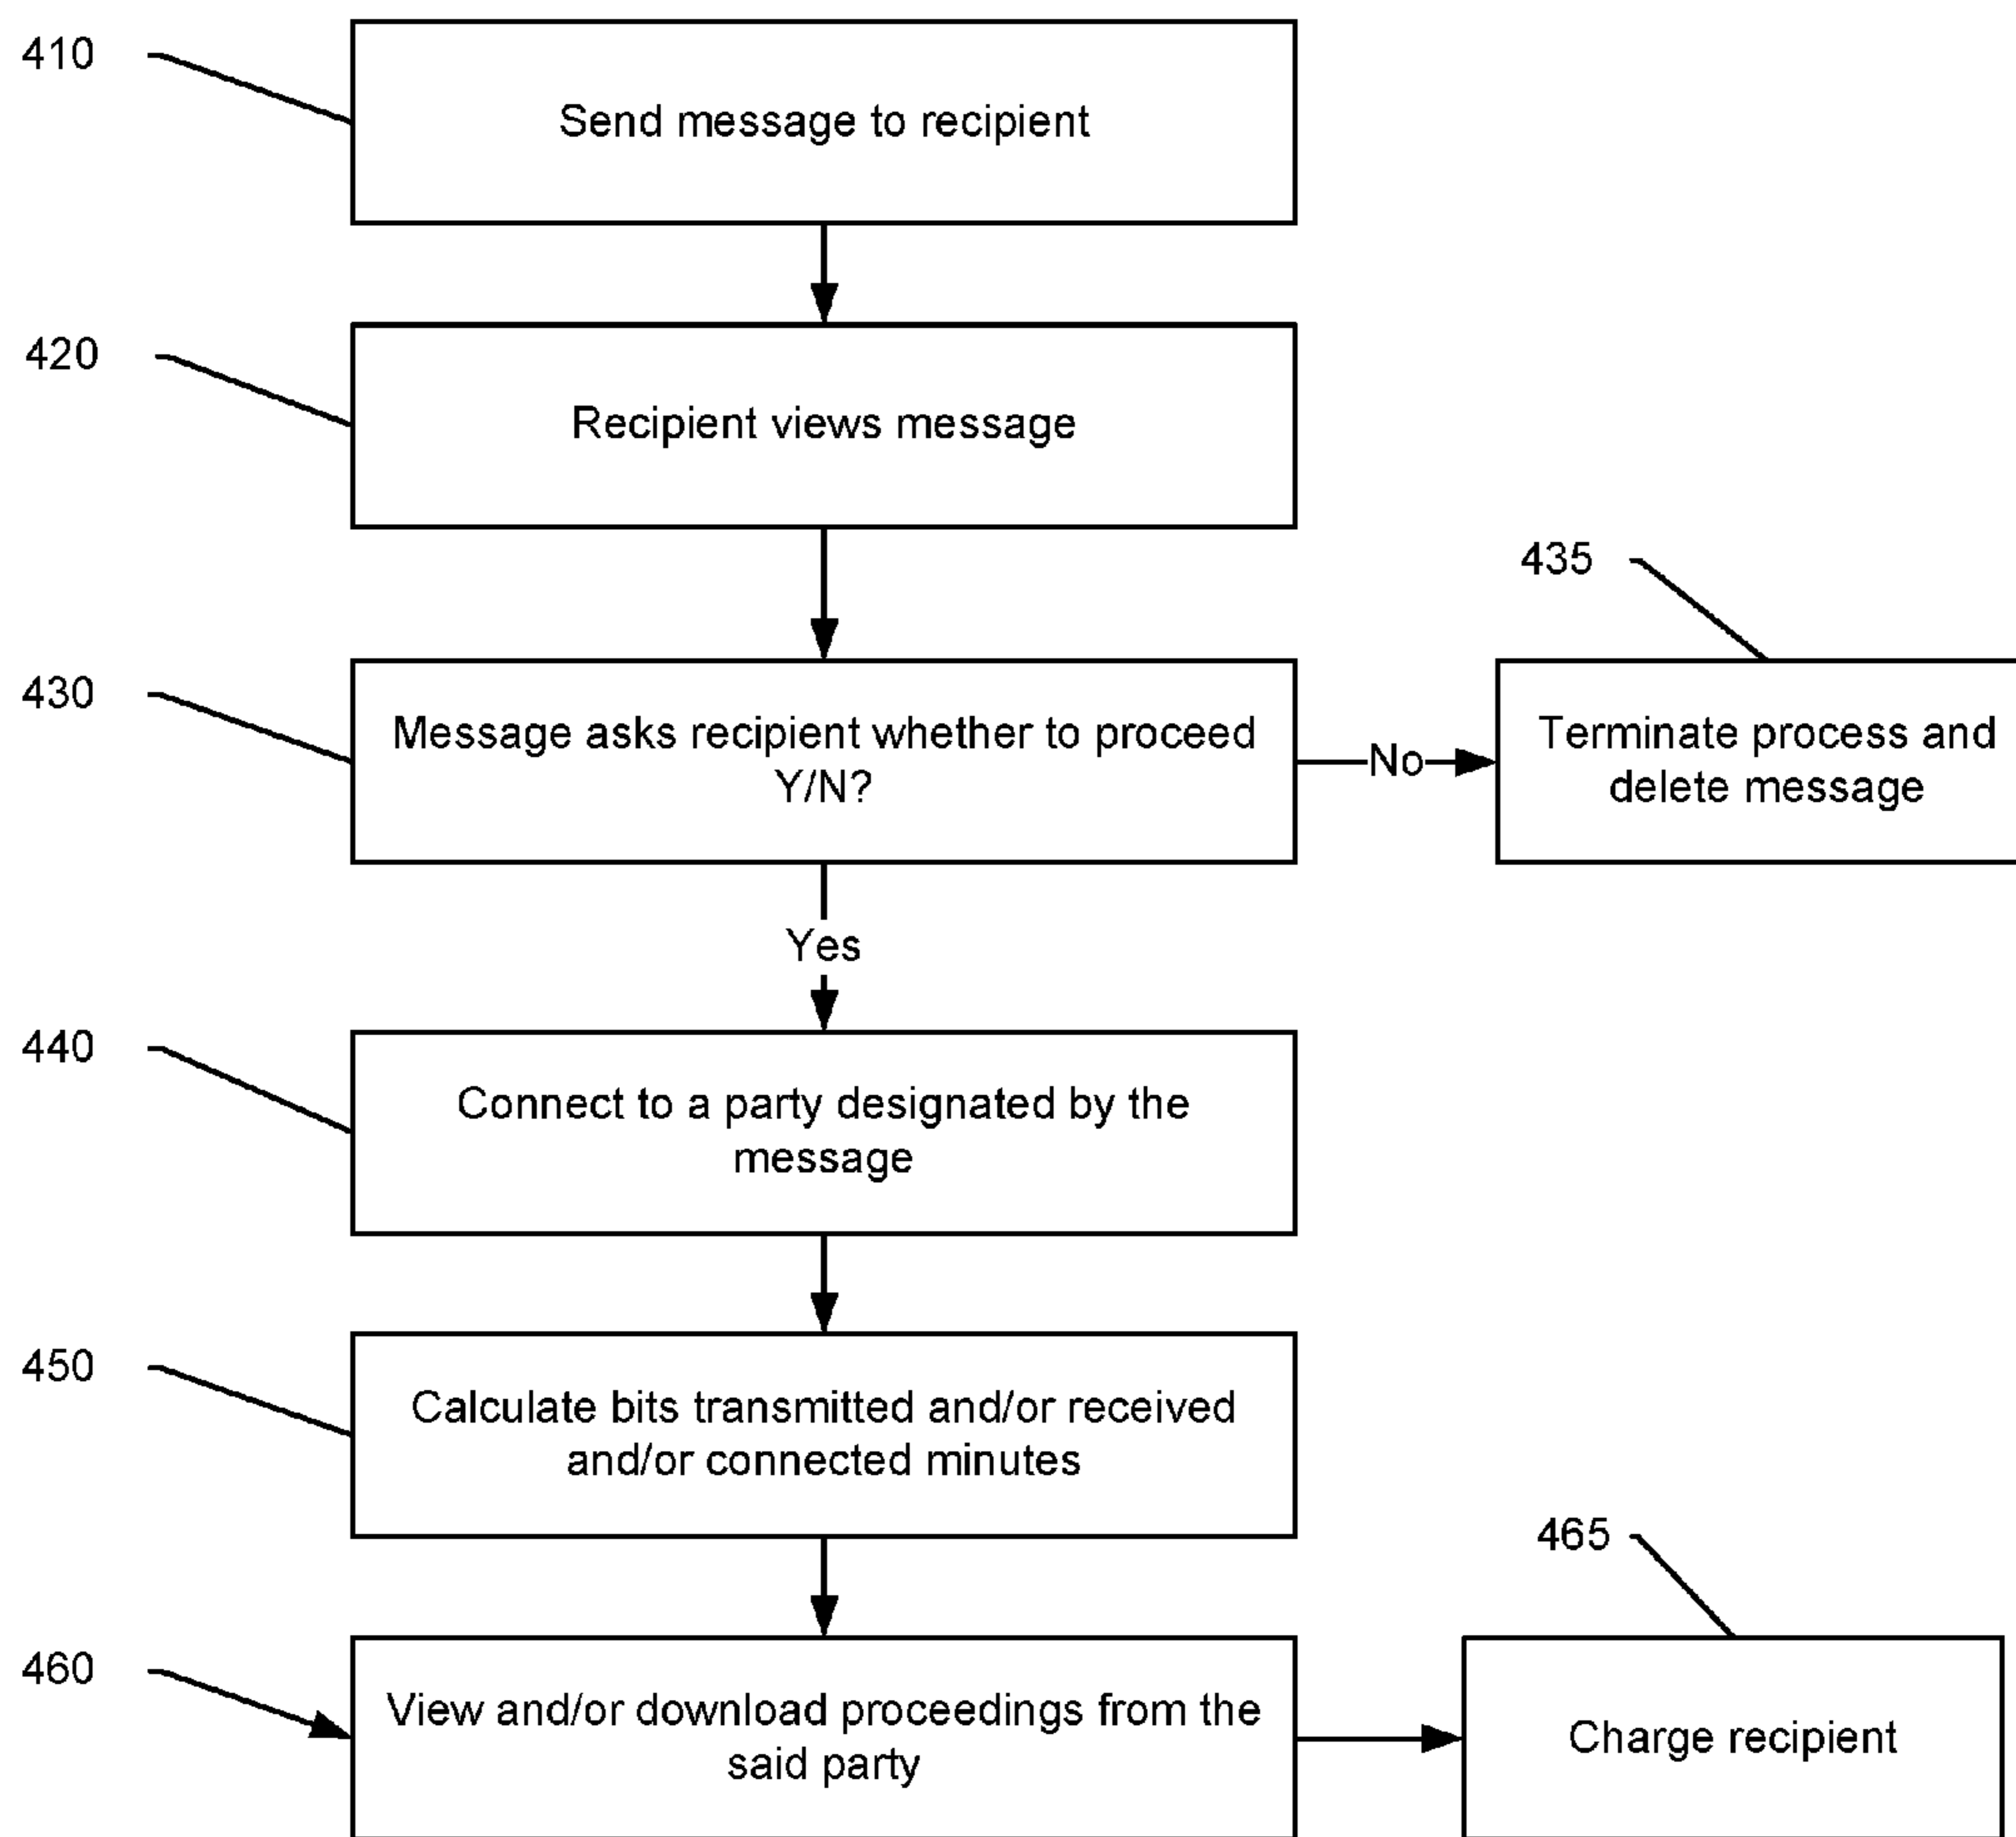 410
Send message to recipient
420
Recipient views message
435
430
Message asks recipient whether to proceed
Y/N?
No
Terminate process and
delete message
Yes
440
Connect to a party designated by the
message
450
Calculate bits transmitted and/or received
and/or connected minutes
465
460
View and/or download proceedings from the
said party
Charge recipient